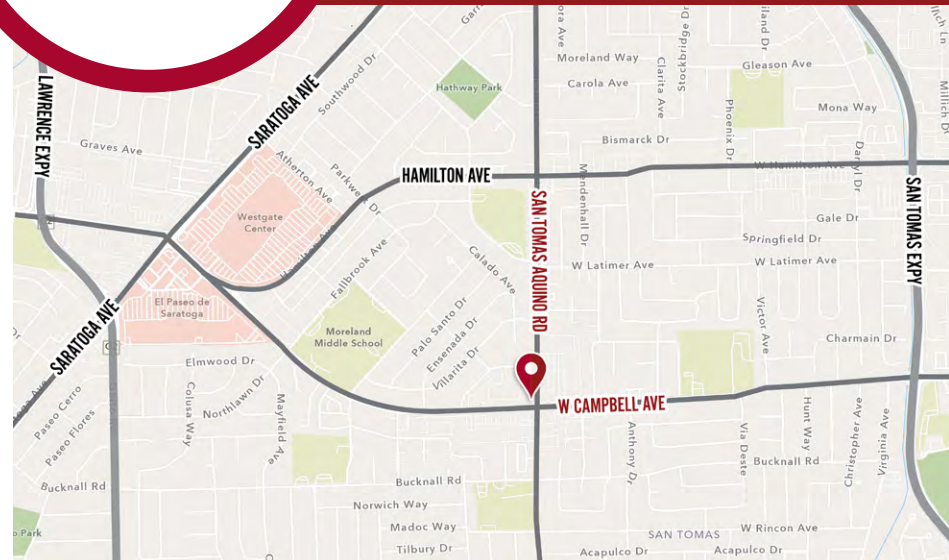 Moreland Way
Gleason Ave
Southwood Dr
SARATOGA AVE
Hathway Park
Carola Ave
Clarita Ave
Stockbridge Dr
LAWRENCE EXPY
Phoenix Dr
Mona Way
Graves Ave
Bismarck Dr
Daryl Dr
Atherton Ave
Parkwest Dr
HAMILTON AVE
W Hamilton Ave
Mendenhall Dr
Westgate
Center
SAN TOMAS AQUINO RD
SAN TOMAS EXPY
Gale Dr
Springfield Dr
Hamilton Ave
Fallbrook Ave
Calado Ave
W Latimer Ave
W Latimer Ave
El Paseo de
Saratoga
Palo Santo Dr
Ensenada Dr
Villarita Dr
Victor Ave
SARATOGA AVE
Moreland
Middle School
Charmain Dr
Elmwood Dr
Paseo Cerro
Paseo Flores
Colusa Way
Northlawn Dr
Mayfield Ave
W CAMPBELL AVE
Anthony Dr
Via Deste
Hunt Way
Christopher Ave
Virginia Ave
Bucknall Rd
Bucknall Rd
Bucknall Rd
Norwich Way
Madoc Way
SAN TOMAS
W Rincon Ave
Tilbury Dr
Acapulco Dr
Acapulco Dr
Park